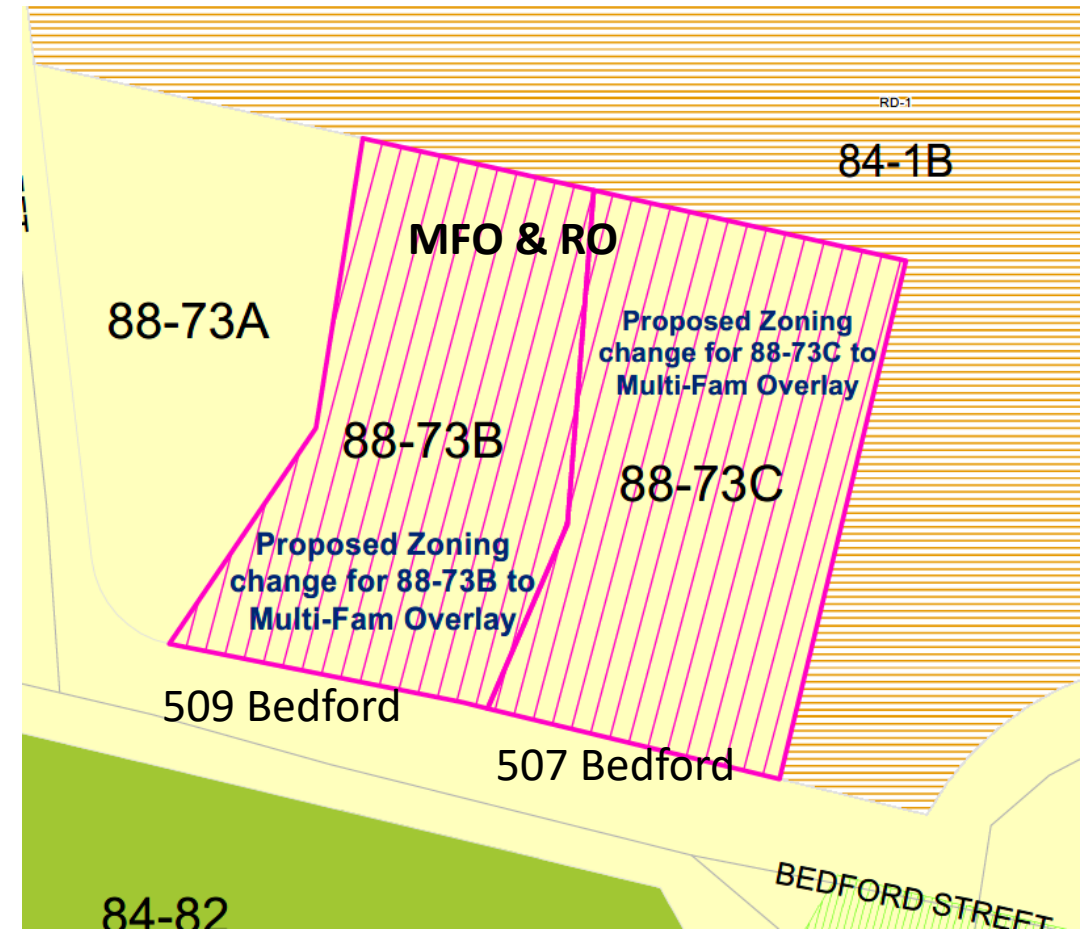 RD-1
84-1B
MFO & RO
88-73A
Proposed Zoning
change for 88-73C to
Multi-Fam Overlay
88-73B
88-73C
Proposed Zoning
change for 88-73B to
Multi-Fam Overlay
509 Bedford
507 Bedford
BEDFORD STREET
84-82